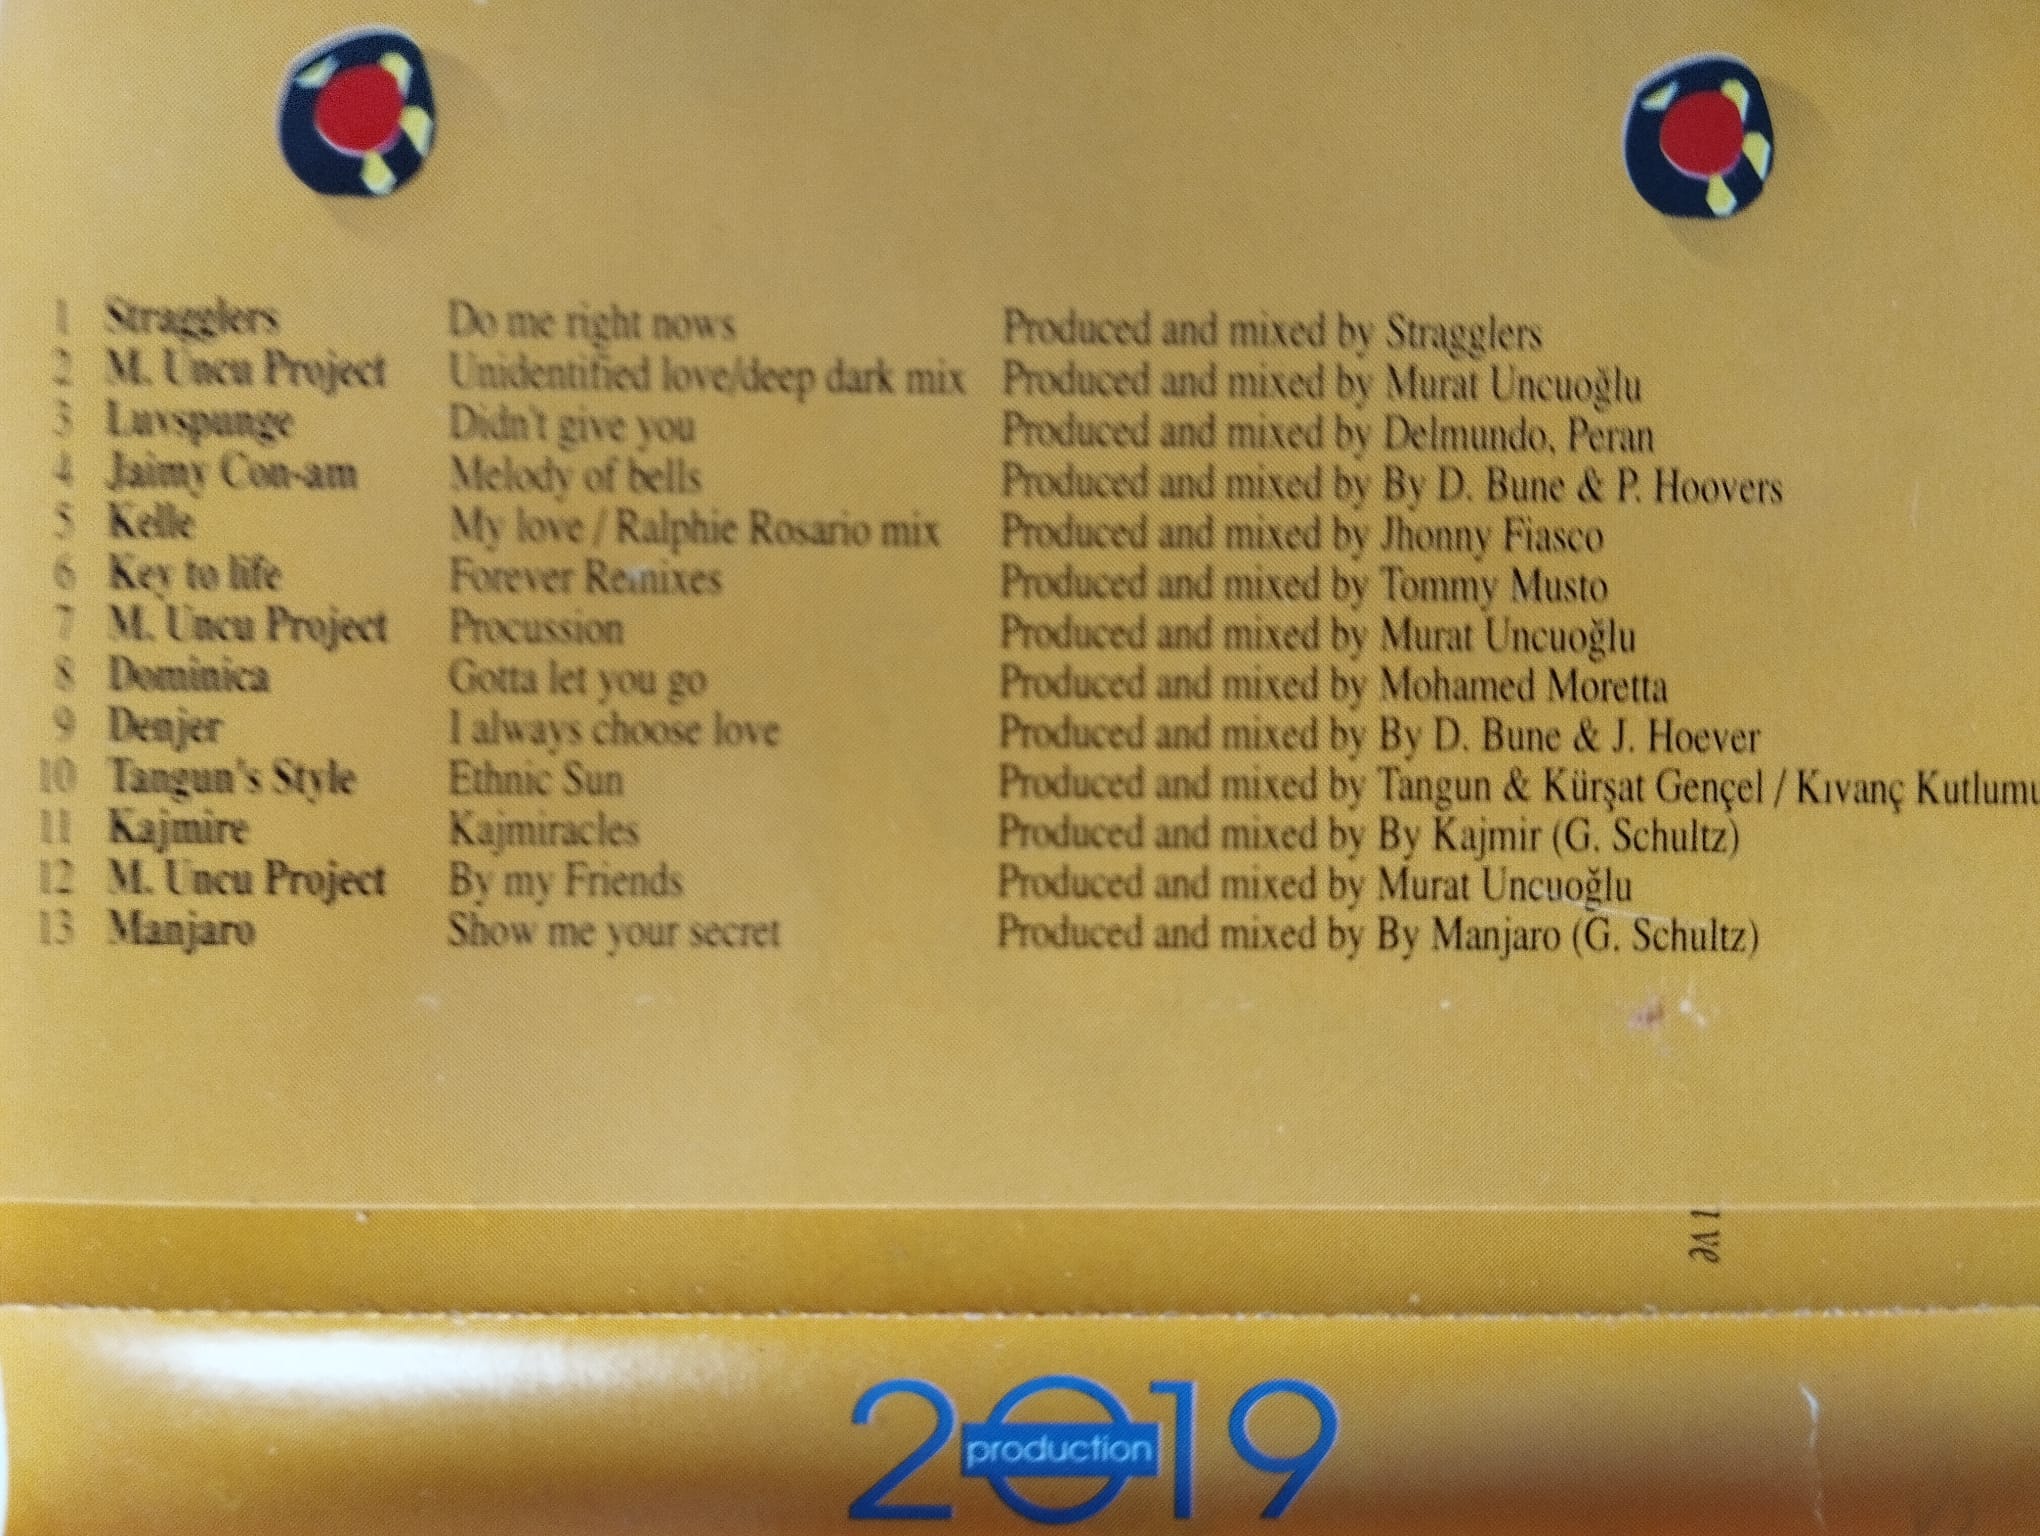 1 Stragglers Do me right nows Produced and mixed by Stragglers
2 M. Uncu Project Unidentified love/deep dark mix Produced and mixed by Murat Uncuoğlu
3 Luvspunge Didn't give you Produced and mixed by Delmundo, Peran
4 Jaimy Con-am Melody of bells Produced and mixed by By D. Bune & P. Hoovers
5 Kelle My love / Ralphie Rosario mix Produced and mixed by Jhonny Fiasco
6 Key to life Forever Remixes Produced and mixed by Tommy Musto
7 M. Uncu Project Procussion Produced and mixed by Murat Uncuoğlu
8 Dominica Gotta let you go Produced and mixed by Mohamed Moretta
9 Denjer I always choose love Produced and mixed by By D. Bune & J. Hoever
10 Tangun's Style Ethnic Sun Produced and mixed by Tangun & Kürşat Gençel / Kıvanç
11 Kajmire Kajmiracles Produced and mixed by By Kajmir (G. Schultz)
12 M. Uncu Project By my Friends Produced and mixed by Murat Uncuoğlu
13 Manjaro Show me your secret Produced and mixed by By Manjaro (G. Schultz)
2019
production